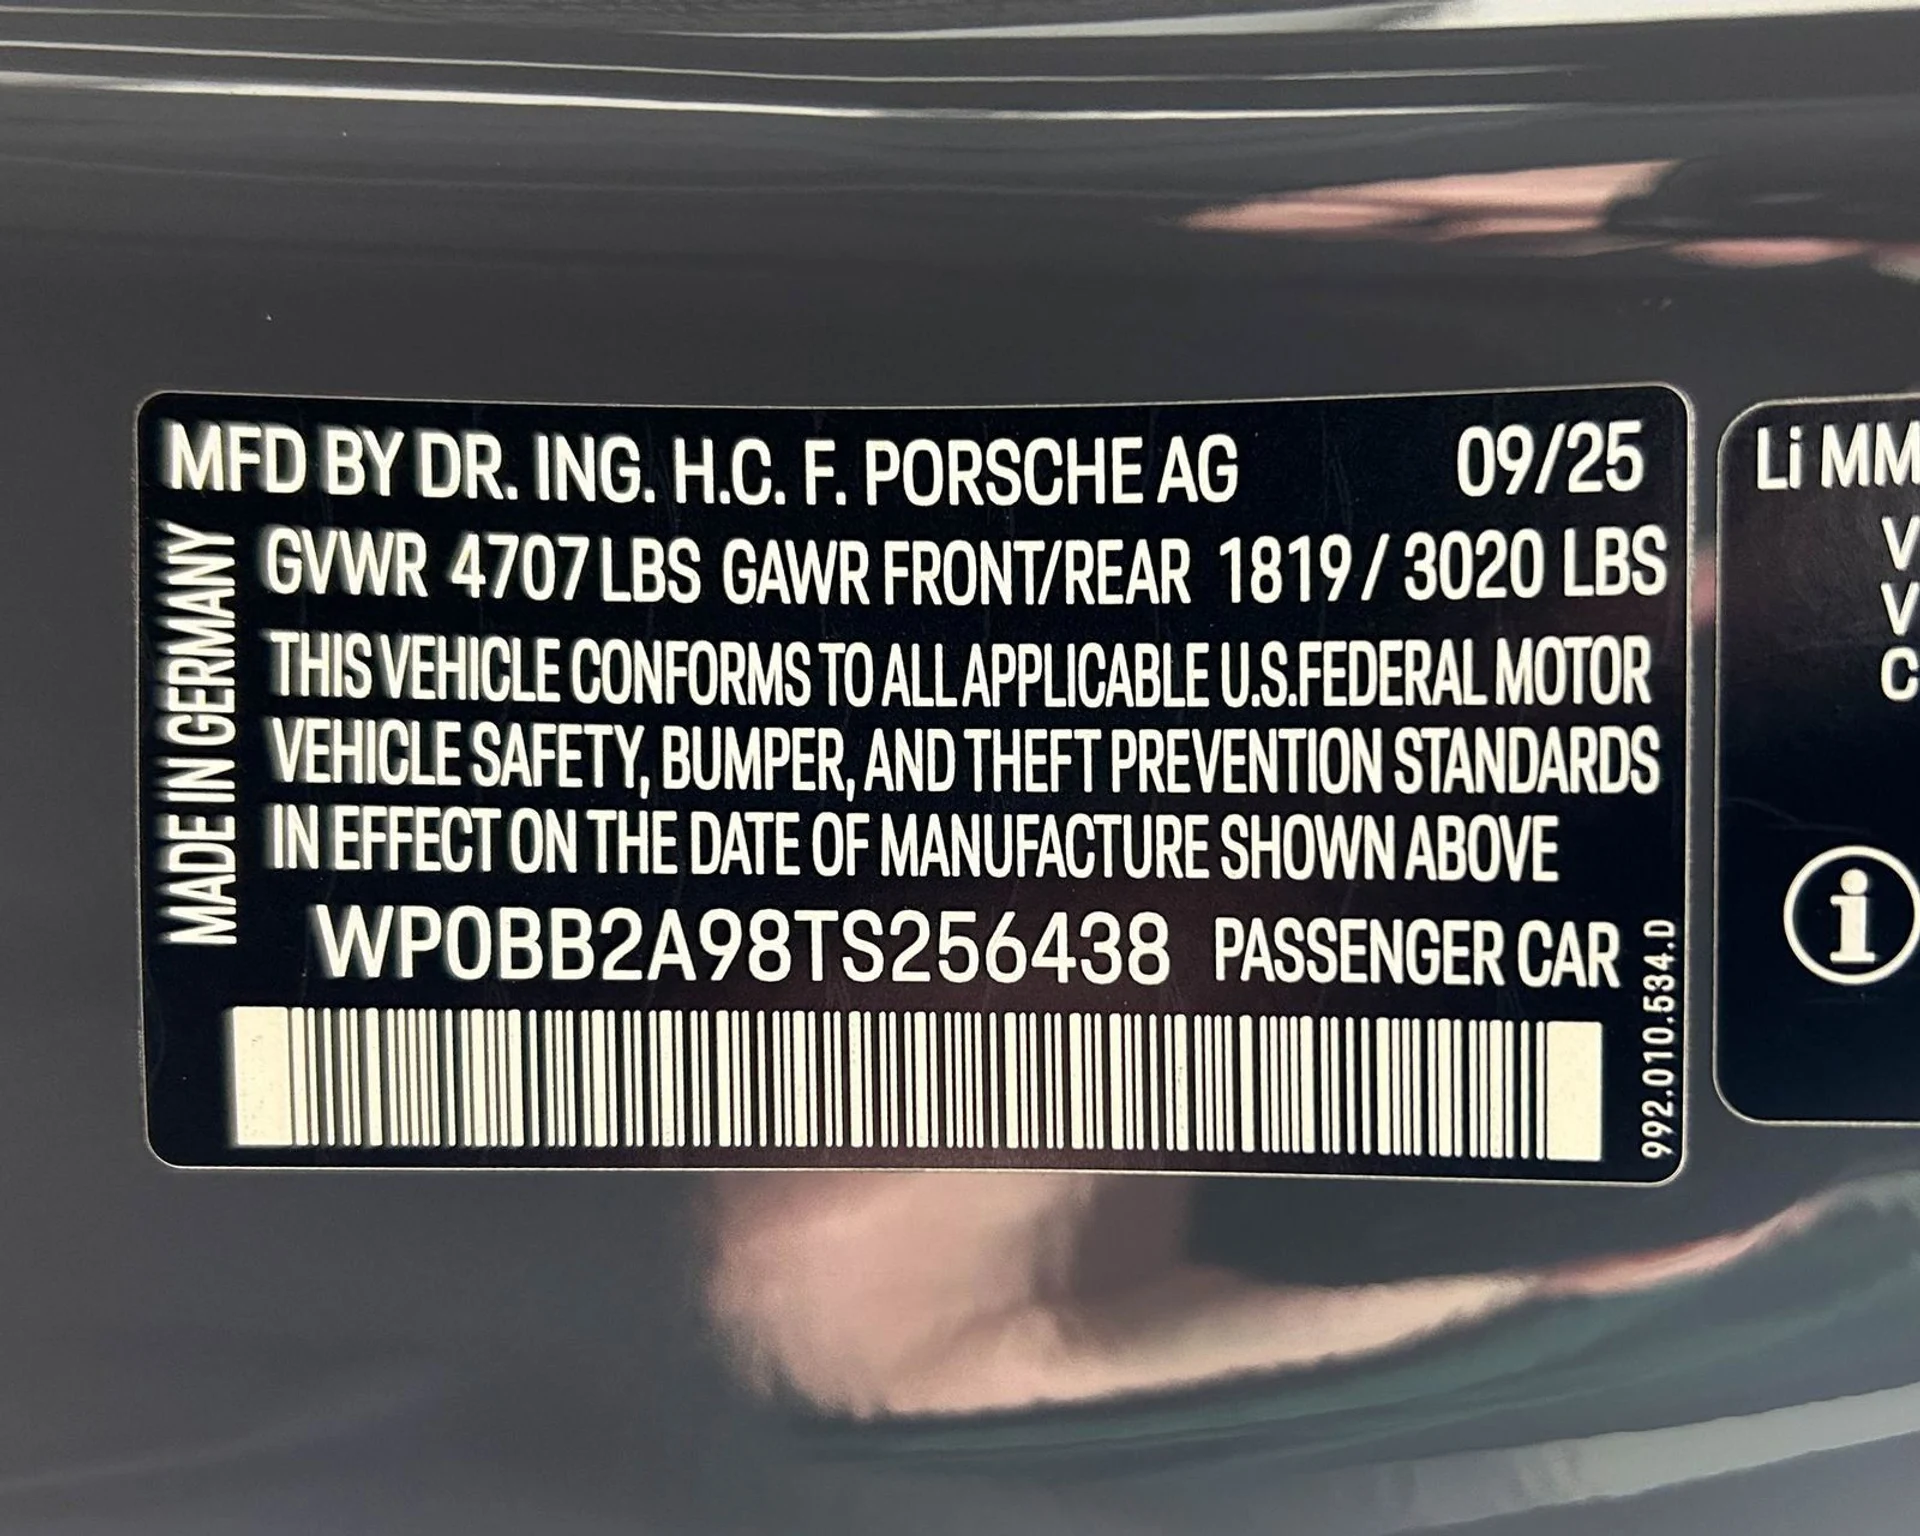 MFD BY DR. ING. H.C. F. PORSCHE AG 09/25
GVWR 4707 LBS GAWR FRONT/REAR 1819 / 3020 LBS
THIS VEHICLE CONFORMS TO ALL APPLICABLE U.S.FEDERAL MOTOR
VEHICLE SAFETY, BUMPER, AND THEFT PREVENTION STANDARDS
IN EFFECT ON THE DATE OF MANUFACTURE SHOWN ABOVE
WP0BB2A98TS256438 PASSENGER CAR
MADE IN GERMANY
992.010.534.D
Li MM
V
V
C
i